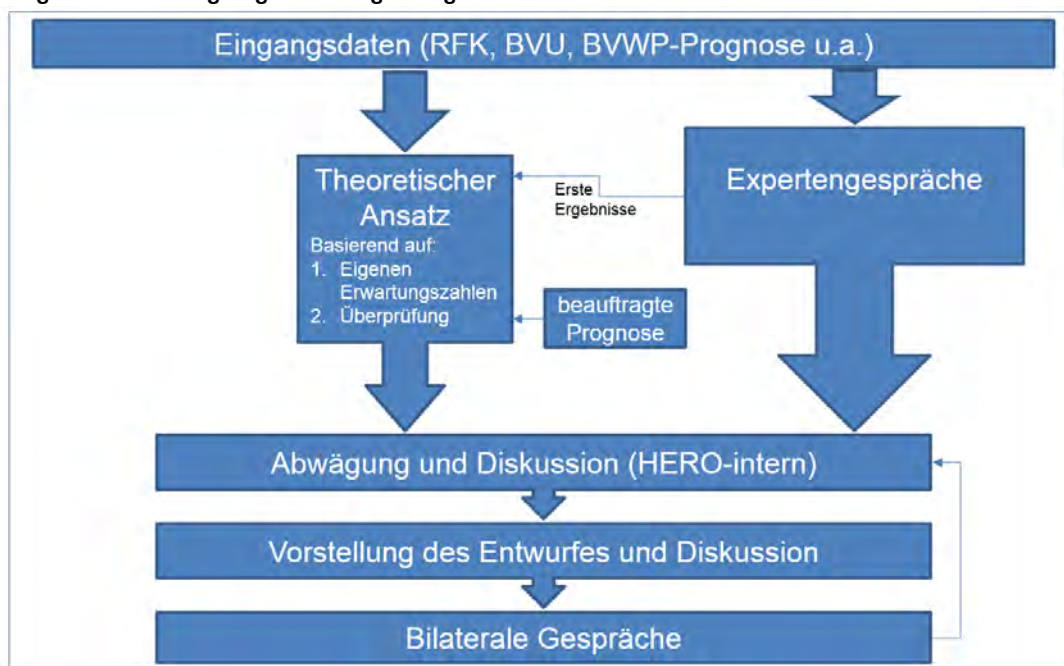 Eingangsdaten (RFK, BVU, BVWP-Prognose u.a.)
Theoretischer
Ansatz
Basierend auf:
1. Eigenen
Erwartungszahlen
2. Überprüfung
Erste
Ergebnisse
Expertengespräche
beauftragte
Prognose
Abwägung und Diskussion (HERO-intern)
Vorstellung des Entwurfes und Diskussion
Bilaterale Gespräche